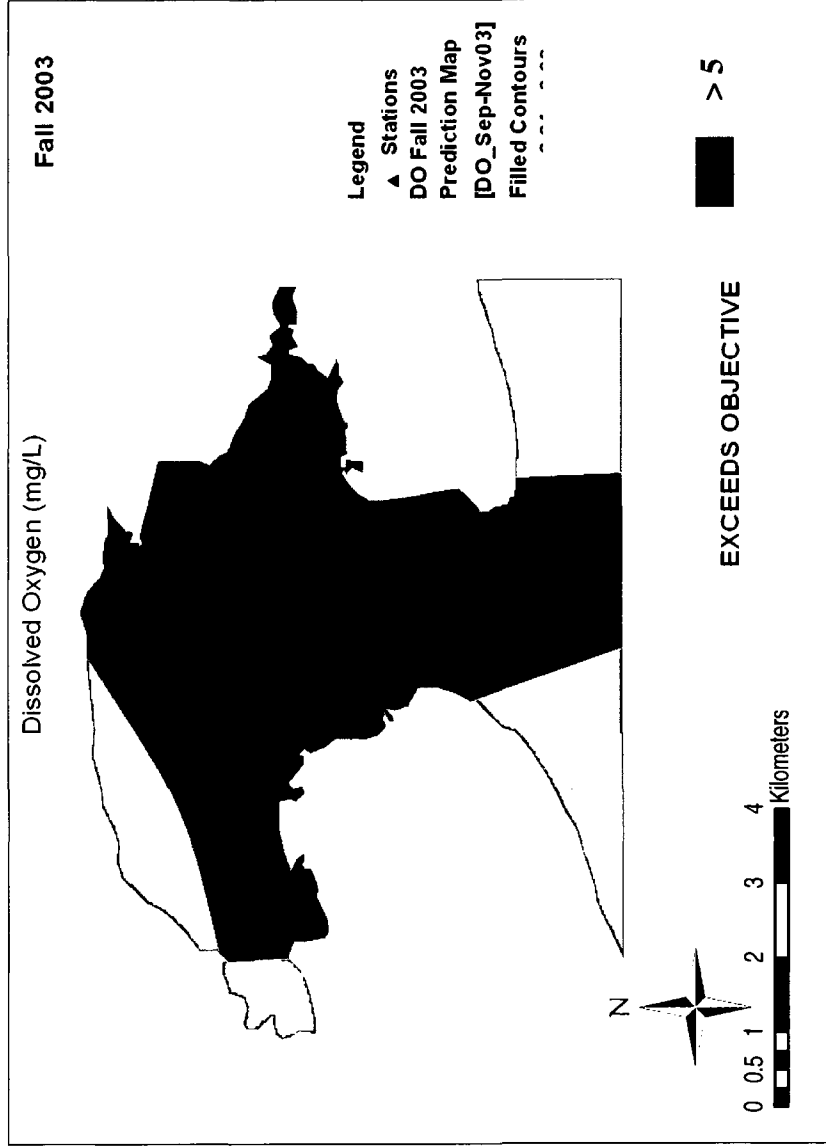 Dissolved Oxygen (mg/L)
Fall 2003
Legend
Stations
DO Fall 2003
Prediction Map
[DO_Sep-Nov03]
Filled Contours
EXCEEDS OBJECTIVE
> 5
N
0 0.5 1 2 3 4
Kilometers